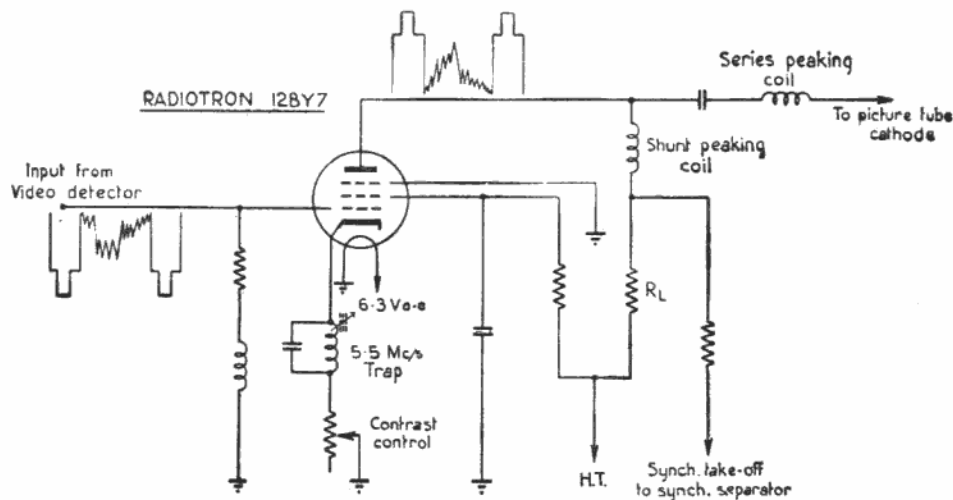 Series peaking
coil
RADIOTRON 12BY7
To picture tube
cathode
Shunt peaking
coil
Input from
Video detector
6·3 V a-c
RL
5·5 Mc/s
Trap
Contrast
control
H.T.
Synch. take-off
to synch. separator